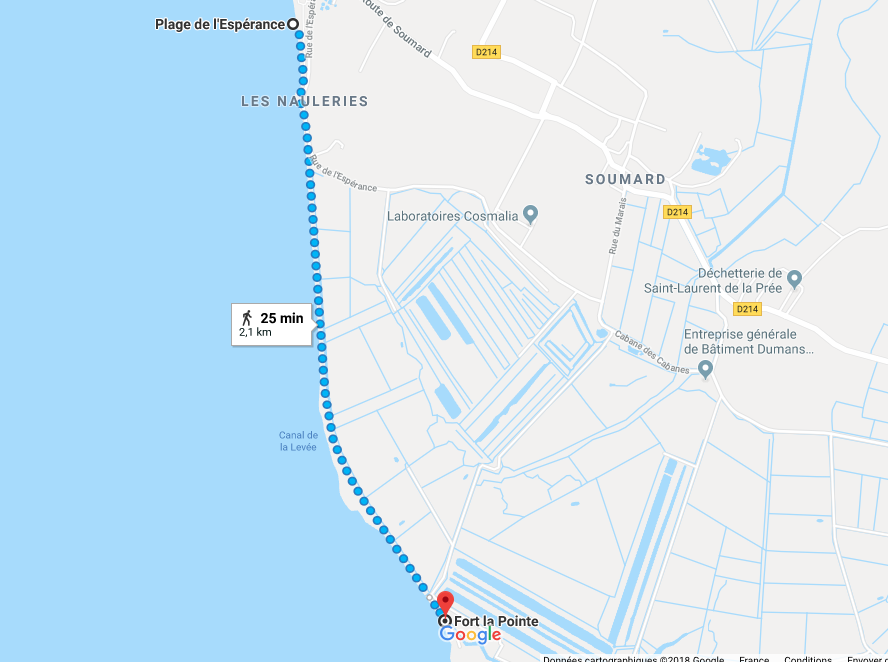 Plage de l'Espérance
Rue de l'Espéra
Route de Soumard
D214
LES NAULERIES
Rue de l'Espérance
SOUMARD
Laboratoires Cosmalia
D214
Rue du Marais
Déchetterie de
Saint-Laurent de la Prée
D214
25 min
2,1 km
Cabane des Cabanes
Entreprise générale
de Bâtiment Dumans...
Canal de
la Levée
Fort la Pointe
Google
Données cartographiques ©2018 Google France Conditions Envoyer